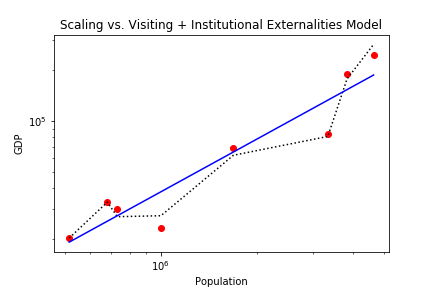 Scaling vs. Visiting + Institutional Externalities Model
GDP
10⁵
10⁶
Population